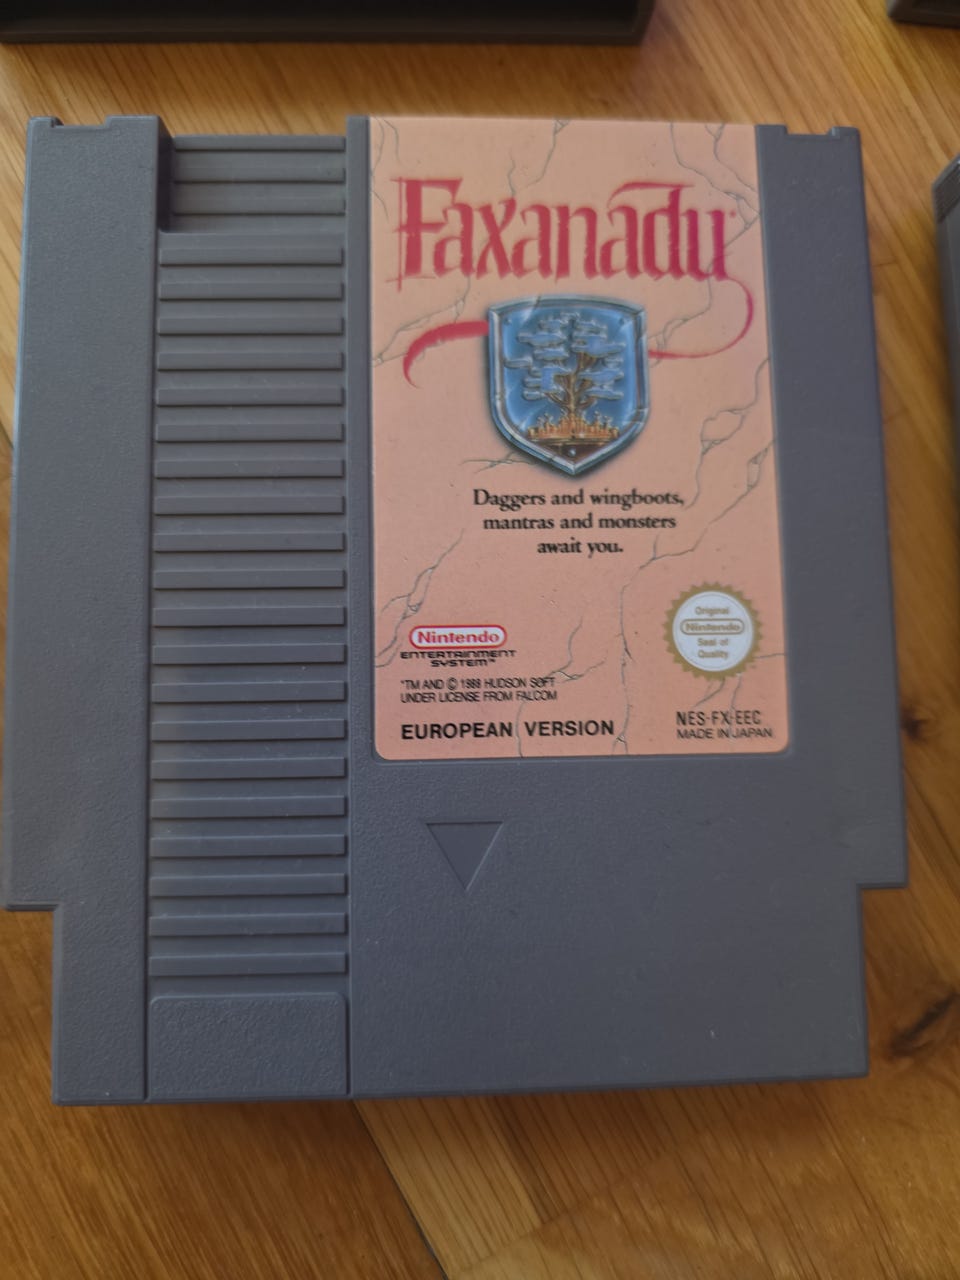 Faxanadu
Daggers and wingboots,
mantras and monsters
await you.
Original
Nintendo
Seal of
Quality
Nintendo
ENTERTAINMENT
SYSTEM™
*TM AND © 1988 HUDSON SOFT
UNDER LICENSE FROM FALCOM
EUROPEAN VERSION
NES-FX-EEC
MADE IN JAPAN